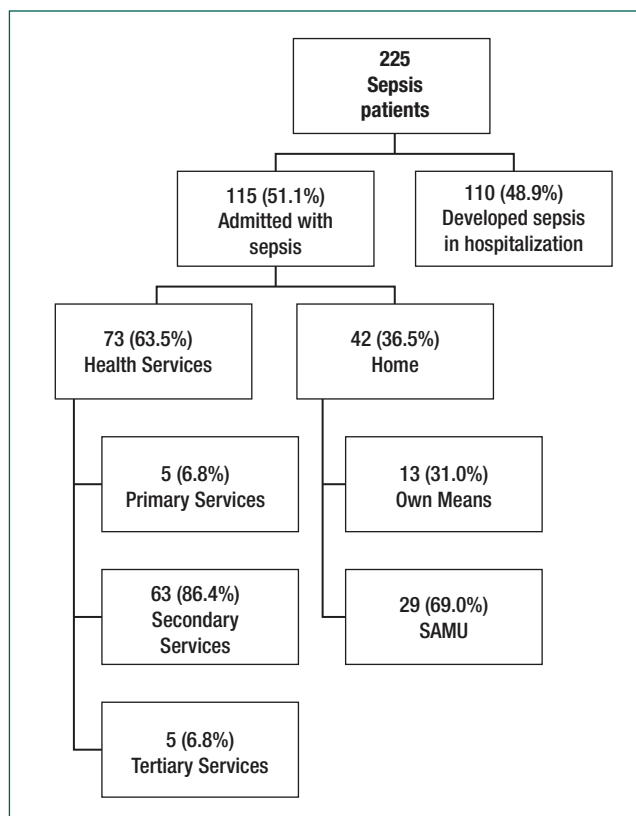 225
Sepsis
patients
115 (51.1%)
Admitted with
sepsis
110 (48.9%)
Developed sepsis
in hospitalization
73 (63.5%)
Health Services
42 (36.5%)
Home
5 (6.8%)
Primary Services
13 (31.0%)
Own Means
63 (86.4%)
Secondary
Services
29 (69.0%)
SAMU
5 (6.8%)
Tertiary Services